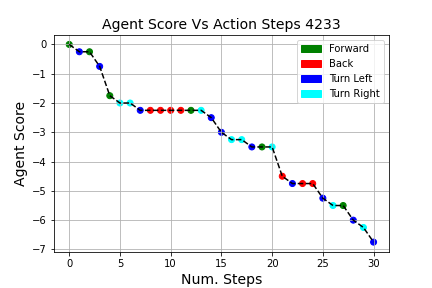 Agent Score Vs Action Steps 4233
Forward
Back
Turn Left
Turn Right
Agent Score
0
−1
−2
−3
−4
−5
−6
−7
0 5 10 15 20 25 30
Num. Steps